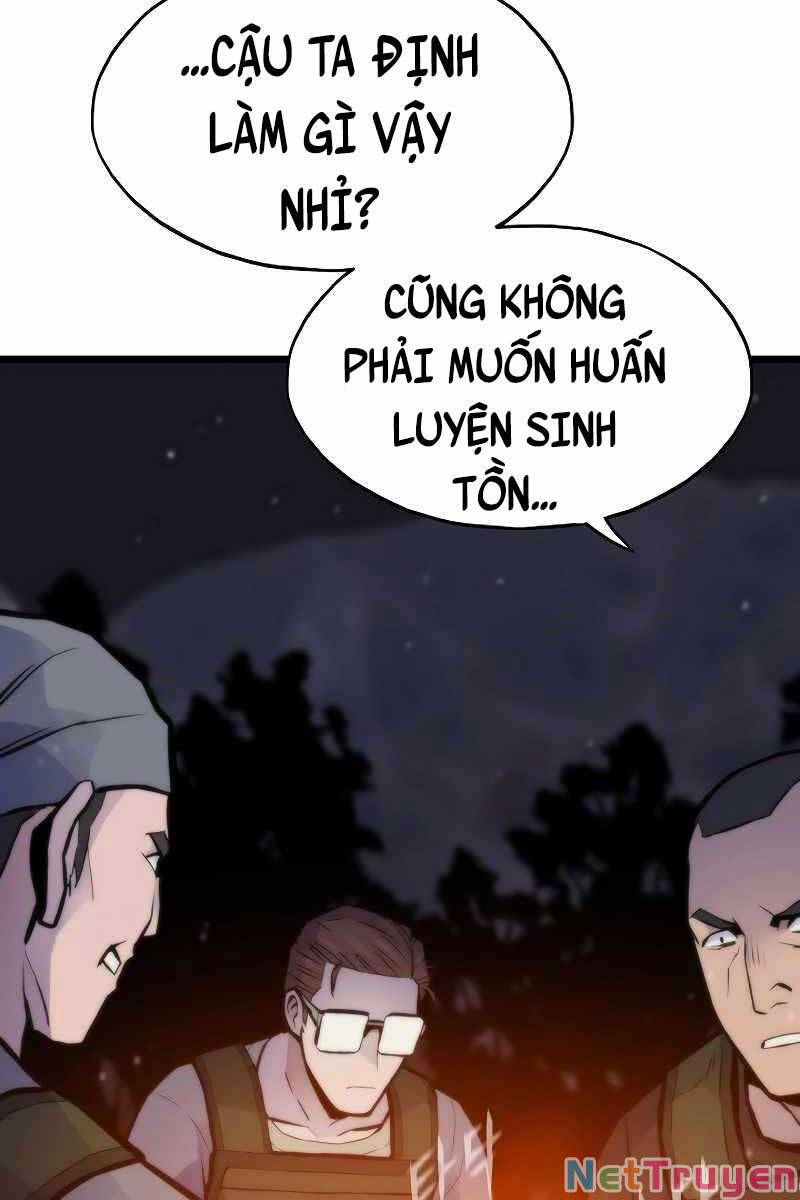 ...CẬU TA ĐỊNH
LÀM GÌ VẬY
NHỈ?
CŨNG KHÔNG
PHẢI MUỐN HUẤN
LUYỆN SINH
TỒN...
NetTruyen